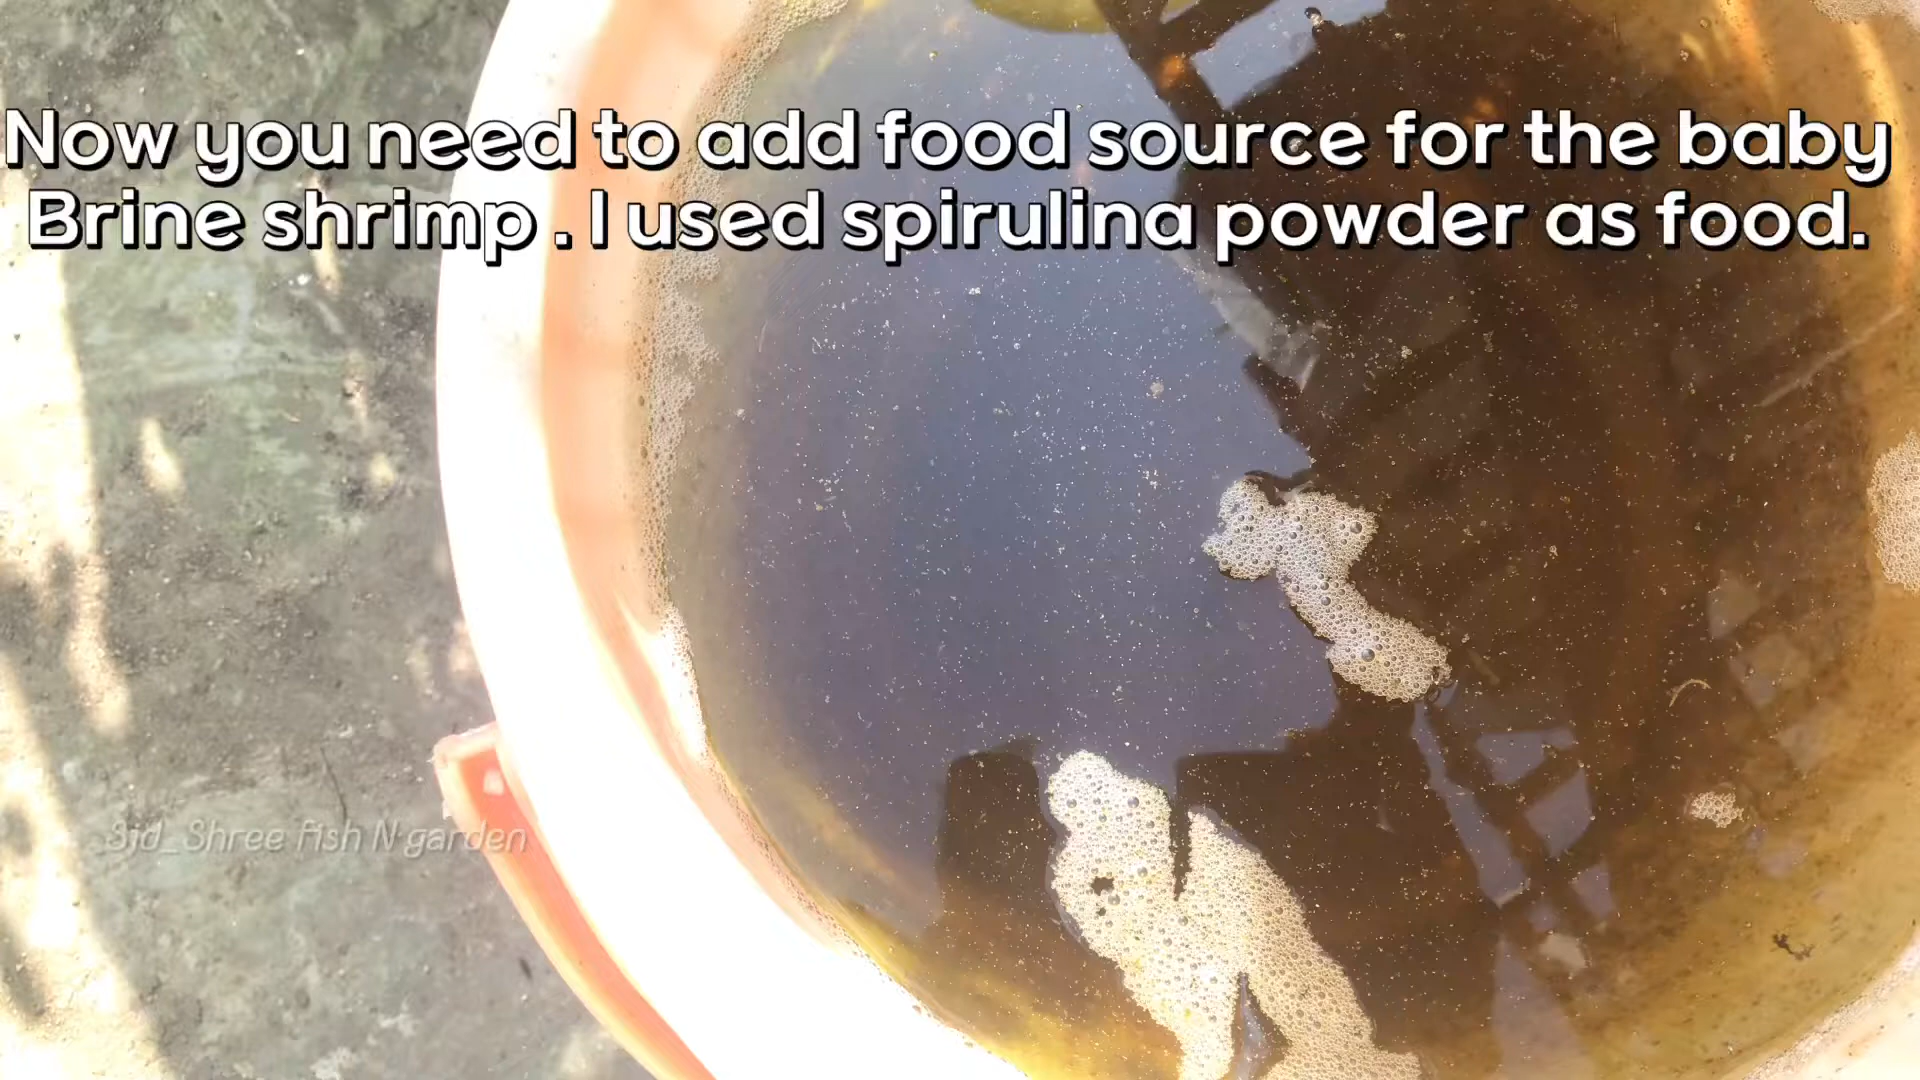 Now you need to add food source for the baby
Brine shrimp . I used spirulina powder as food.
Sid_Shree fish N garden